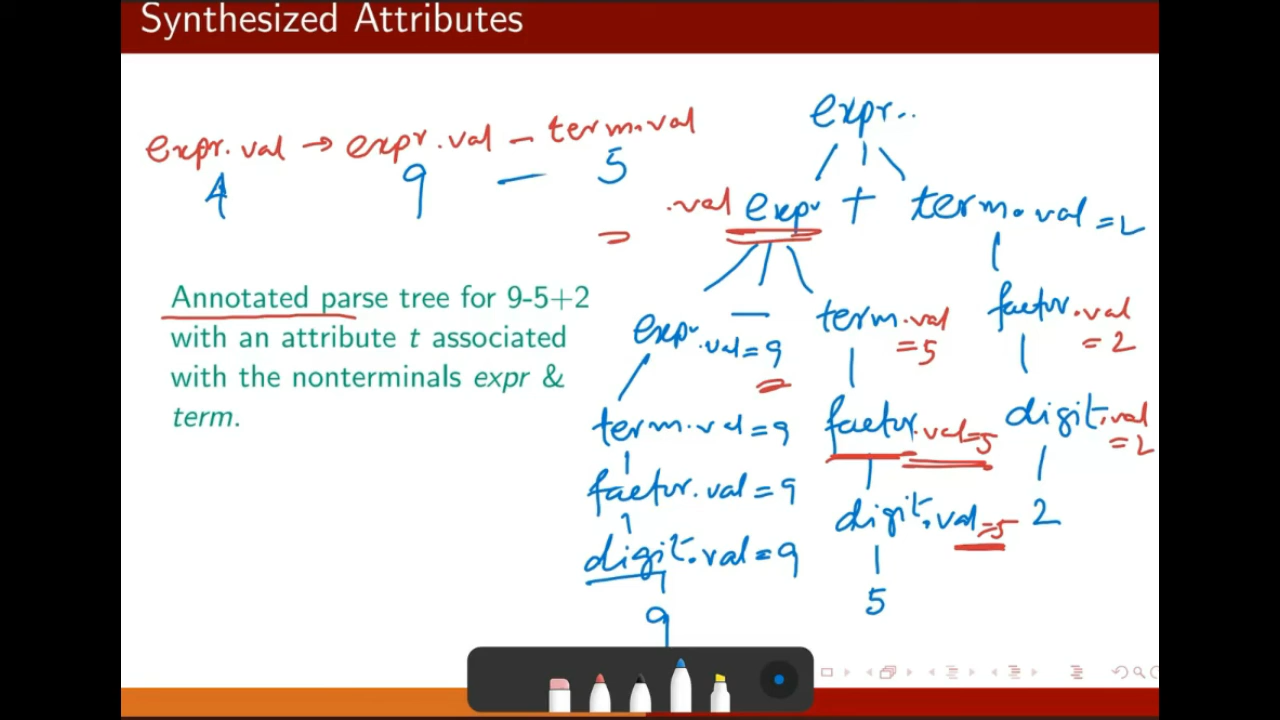 Synthesized Attributes
expr.val → expr.val - term.val
4 9 - 5
Annotated parse tree for 9-5+2
with an attribute t associated
with the nonterminals expr &
term.
expr..
.val expr + term.val = 2
expr.val=9 - term.val =5 factor.val = 2
term.val=9 factor.val=5 digit.val =2
factor.val=9 digit.val=5 2
digit.val=9 5
9